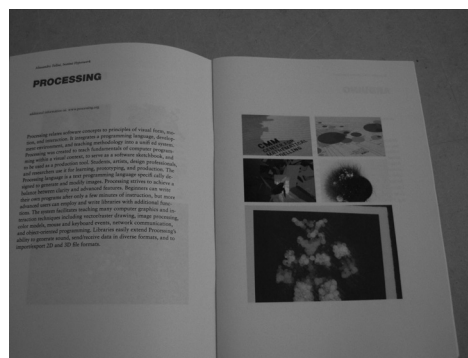 PROCESSING
Processing relates software concepts to principles of visual form, mo-
tion, and interaction. It integrates a programming language, develop-
ment environment, and teaching methodology into a unified system.
Processing was created to teach fundamentals of computer program-
ming within a visual context, to serve as a software sketchbook, and
to be used as a production tool. Students, artists, design professionals,
and researchers use it for learning, prototyping, and production. The
Processing language is a text programming language specifically de-
signed to generate and modify images. Processing strives to achieve a
balance between clarity and advanced features. Beginners can write
their own programs after only a few minutes of instruction, but more
advanced users can employ and write libraries with additional func-
tions. The system facilitates teaching many computer graphics and in-
teraction techniques including vector/raster drawing, image processing,
color models, mouse and keyboard events, network communication,
and object-oriented programming. Libraries easily extend Processing's
ability to generate sound, send/receive data in diverse formats, and to
import/export 2D and 3D file formats.
CMM